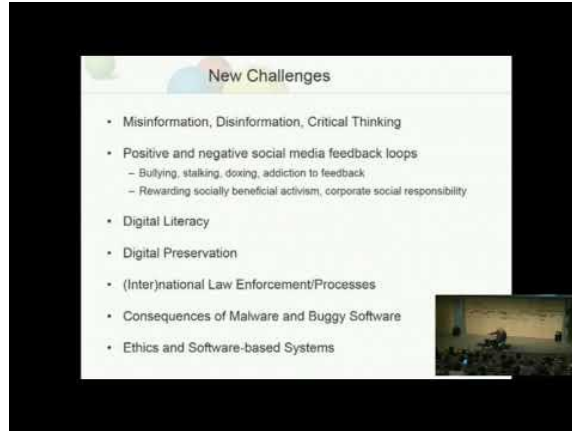 New Challenges
• Misinformation, Disinformation, Critical Thinking
• Positive and negative social media feedback loops
– Bullying, stalking, doxing, addiction to feedback
– Rewarding socially beneficial activism, corporate social responsibility
• Digital Literacy
• Digital Preservation
• (Inter)national Law Enforcement/Processes
• Consequences of Malware and Buggy Software
• Ethics and Software-based Systems